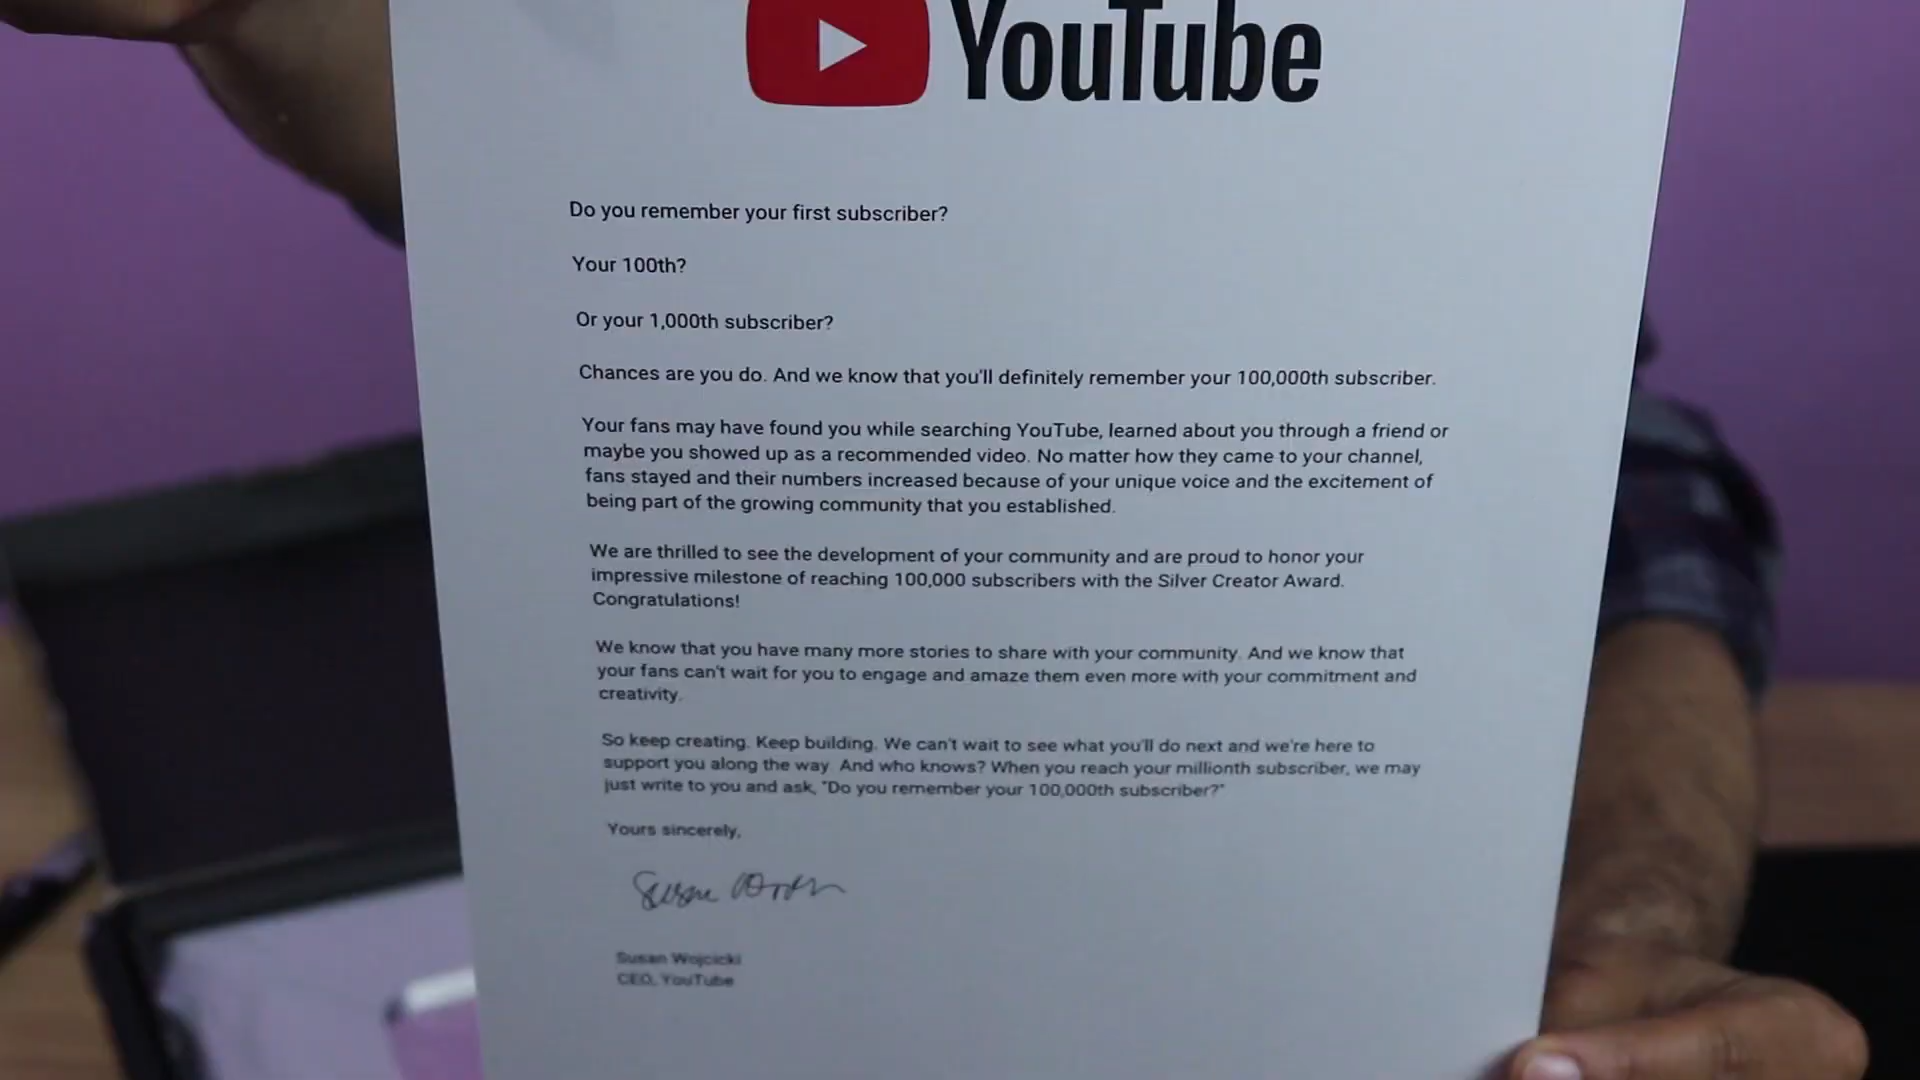 YouTube
Do you remember your first subscriber?
Your 100th?
Or your 1,000th subscriber?
Chances are you do. And we know that you'll definitely remember your 100,000th subscriber.
Your fans may have found you while searching YouTube, learned about you through a friend or
maybe you showed up as a recommended video. No matter how they came to your channel,
fans stayed and their numbers increased because of your unique voice and the excitement of
being part of the growing community that you established.
We are thrilled to see the development of your community and are proud to honor your
impressive milestone of reaching 100,000 subscribers with the Silver Creator Award.
Congratulations!
We know that you have many more stories to share with your community. And we know that
your fans can't wait for you to engage and amaze them even more with your commitment and
creativity.
So keep creating. Keep building. We can't wait to see what you'll do next and we're here to
support you along the way. And who knows? When you reach your millionth subscriber, we may
just write to you and ask, "Do you remember your 100,000th subscriber?"
Yours sincerely,
Susan Wojcicki
CEO, YouTube